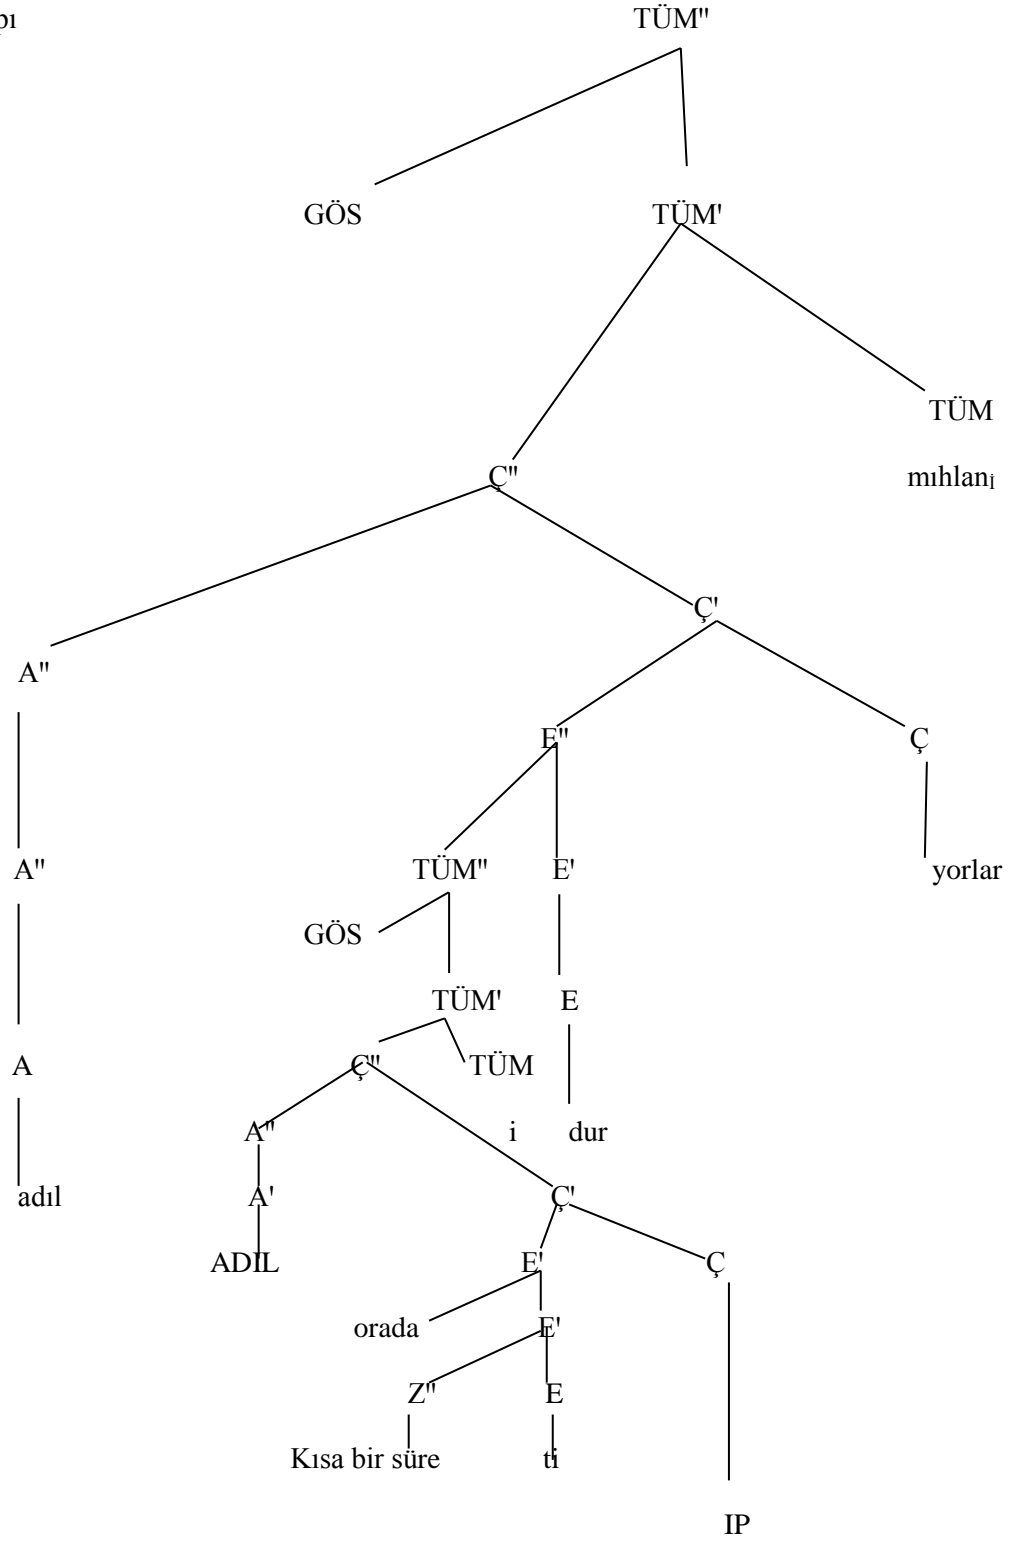 pı
TÜM"
GÖS TÜM'
TÜM
Ç" mıhlanİ
Ç'
A"
E" Ç
A" TÜM" E' yorlar
GÖS
TÜM' E
A Ç" TÜM
A" i dur
adıl A' Ç'
ADIL E' Ç
orada E'
Z" E
Kısa bir süre ti
IP